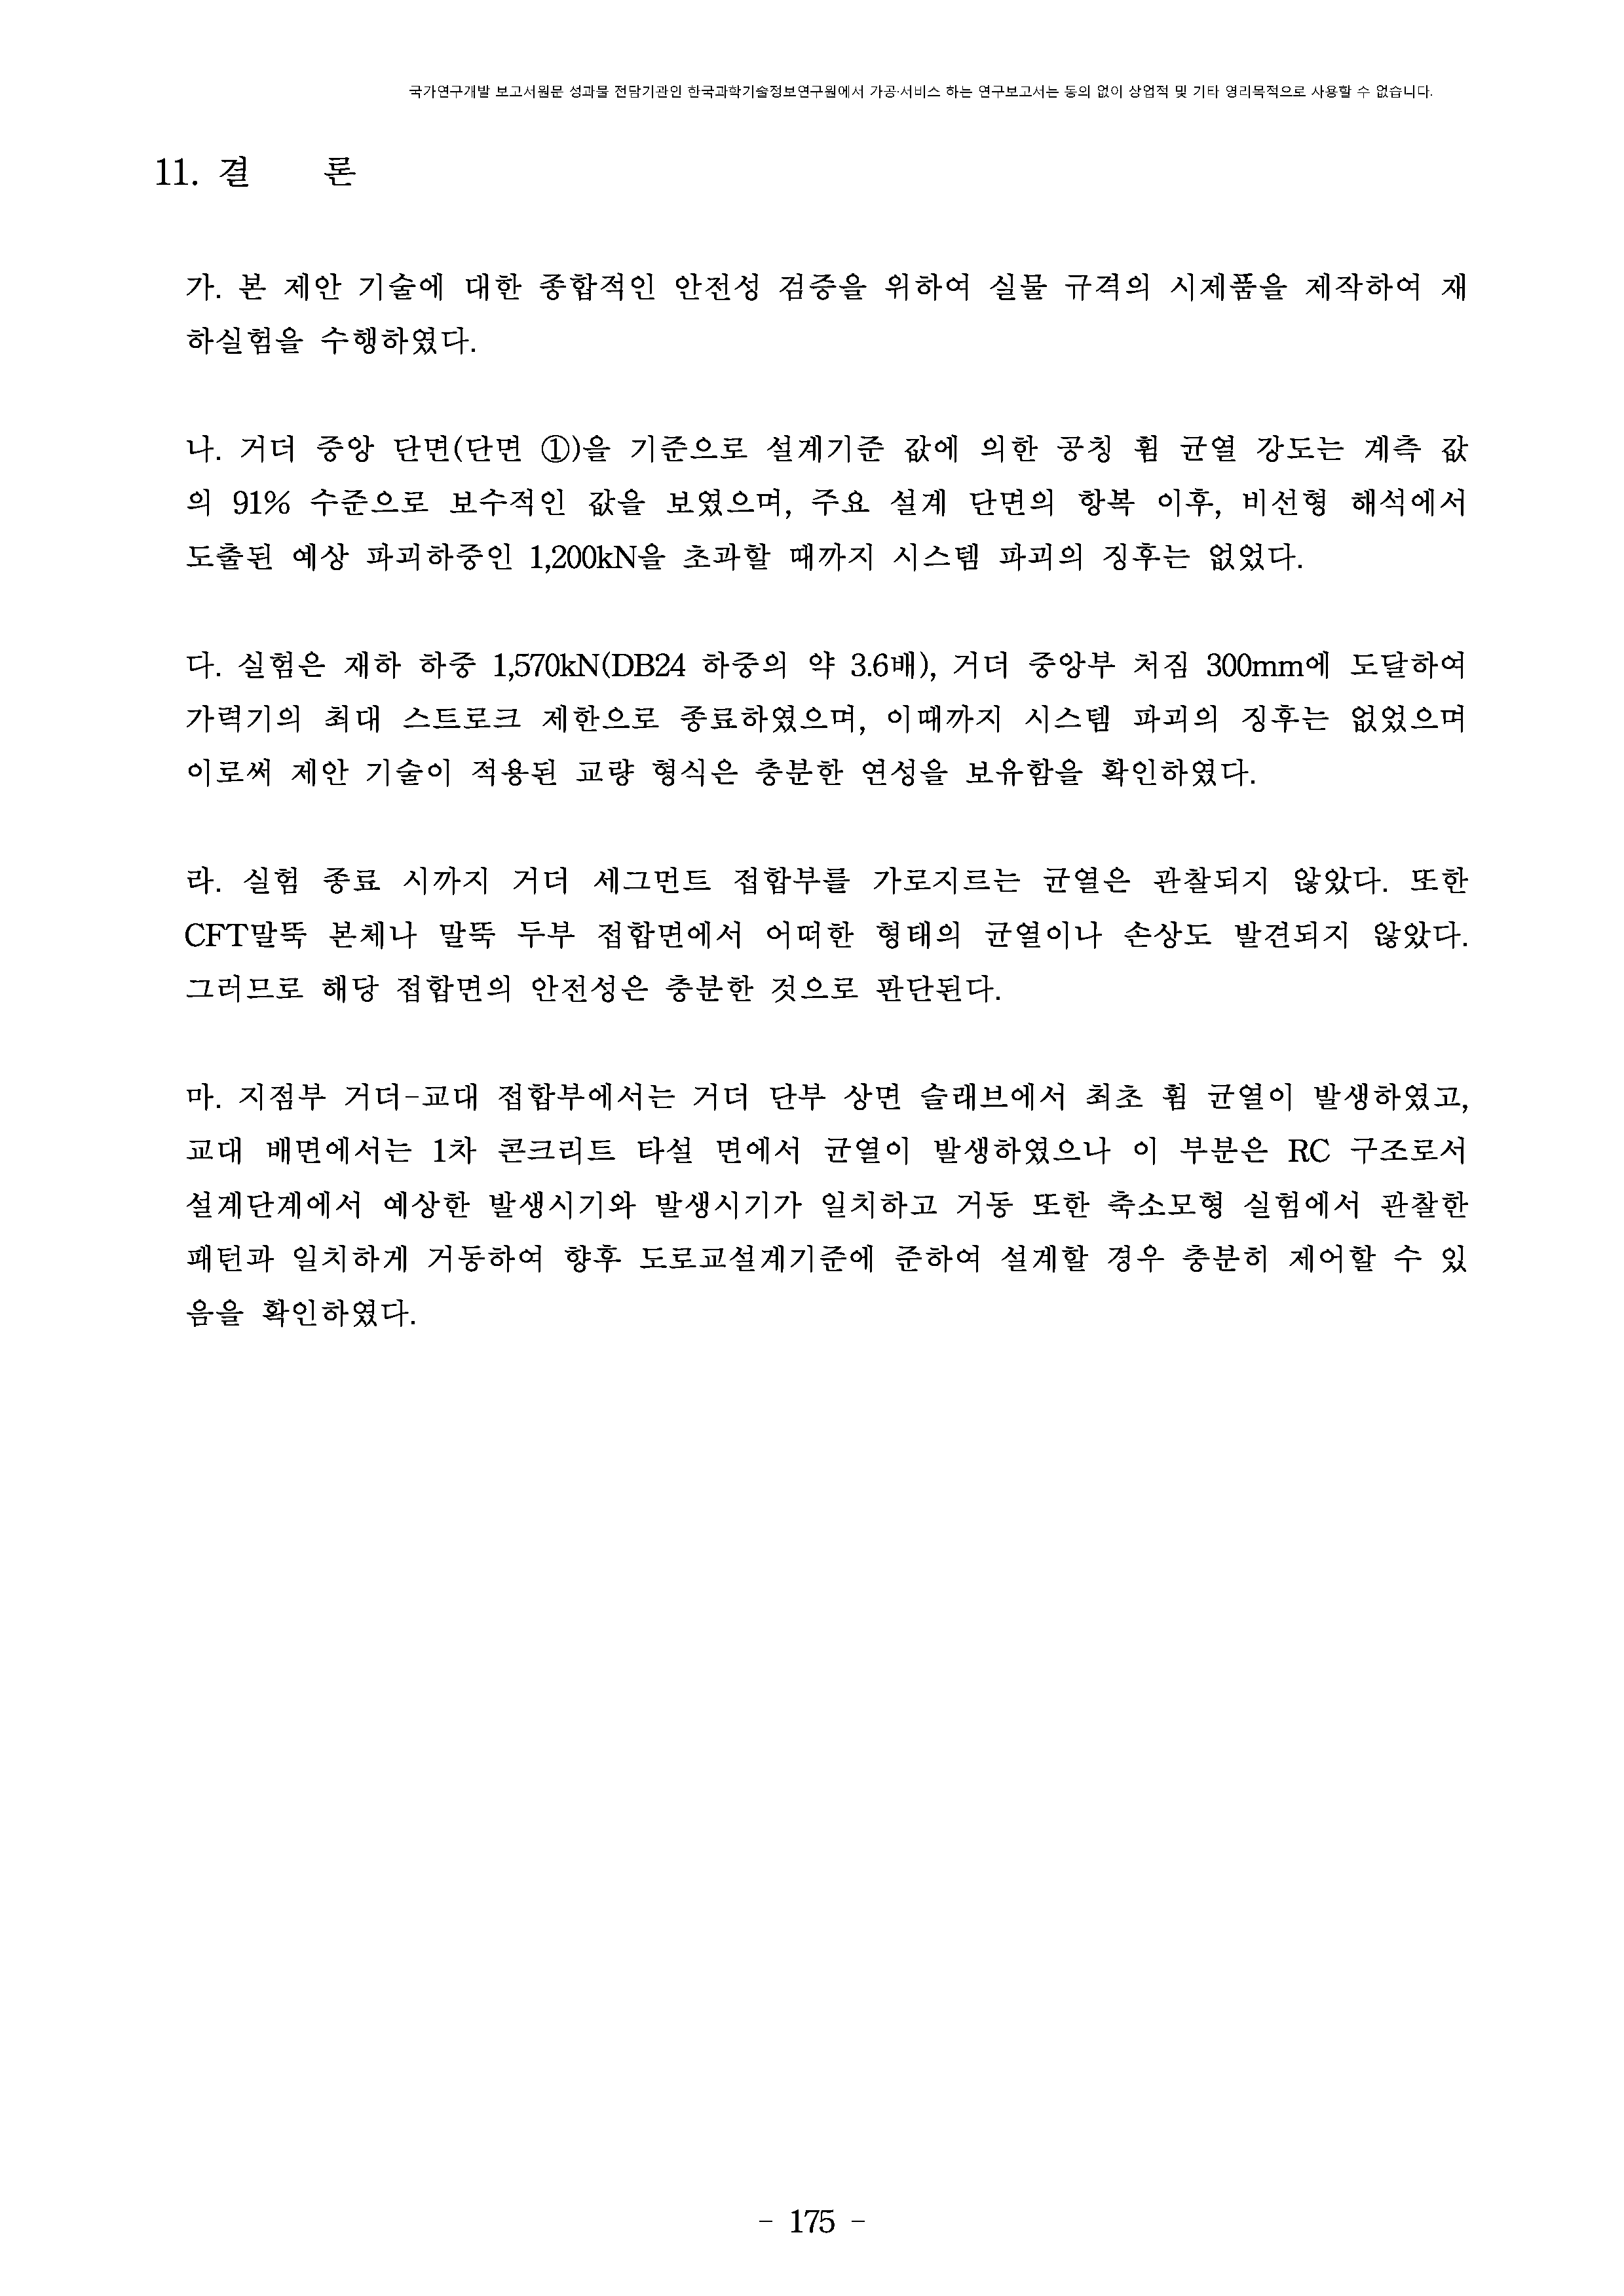 국가연구개발 보고서원문 성과물 전담기관인 한국과학기술정보연구원에서 가공·서비스 하는 연구보고서는 동의 없이 상업적 및 기타 영리목적으로 사용할 수 없습니다.
11. 결 론
가. 본 제안 기술에 대한 종합적인 안전성 검증을 위하여 실물 규격의 시제품을 제작하여 재
하실험을 수행하였다.
나. 거더 중앙 단면(단면 ①)을 기준으로 설계기준 값에 의한 공칭 휨 균열 강도는 계측 값
의 91% 수준으로 보수적인 값을 보였으며, 주요 설계 단면의 항복 이후, 비선형 해석에서
도출된 예상 파괴하중인 1,200kN을 초과할 때까지 시스템 파괴의 징후는 없었다.
다. 실험은 재하 하중 1,570kN(DB24 하중의 약 3.6배), 거더 중앙부 처짐 300mm에 도달하여
가력기의 최대 스트로크 제한으로 종료하였으며, 이때까지 시스템 파괴의 징후는 없었으며
이로써 제안 기술이 적용된 교량 형식은 충분한 연성을 보유함을 확인하였다.
라. 실험 종료 시까지 거더 세그먼트 접합부를 가로지르는 균열은 관찰되지 않았다. 또한
CFT말뚝 본체나 말뚝 두부 접합면에서 어떠한 형태의 균열이나 손상도 발견되지 않았다.
그러므로 해당 접합면의 안전성은 충분한 것으로 판단된다.
마. 지점부 거더-교대 접합부에서는 거더 단부 상면 슬래브에서 최초 휨 균열이 발생하였고,
교대 배면에서는 1차 콘크리트 타설 면에서 균열이 발생하였으나 이 부분은 RC 구조로서
설계단계에서 예상한 발생시기와 발생시기가 일치하고 거동 또한 축소모형 실험에서 관찰한
패턴과 일치하게 거동하여 향후 도로교설계기준에 준하여 설계할 경우 충분히 제어할 수 있
음을 확인하였다.
- 175 -